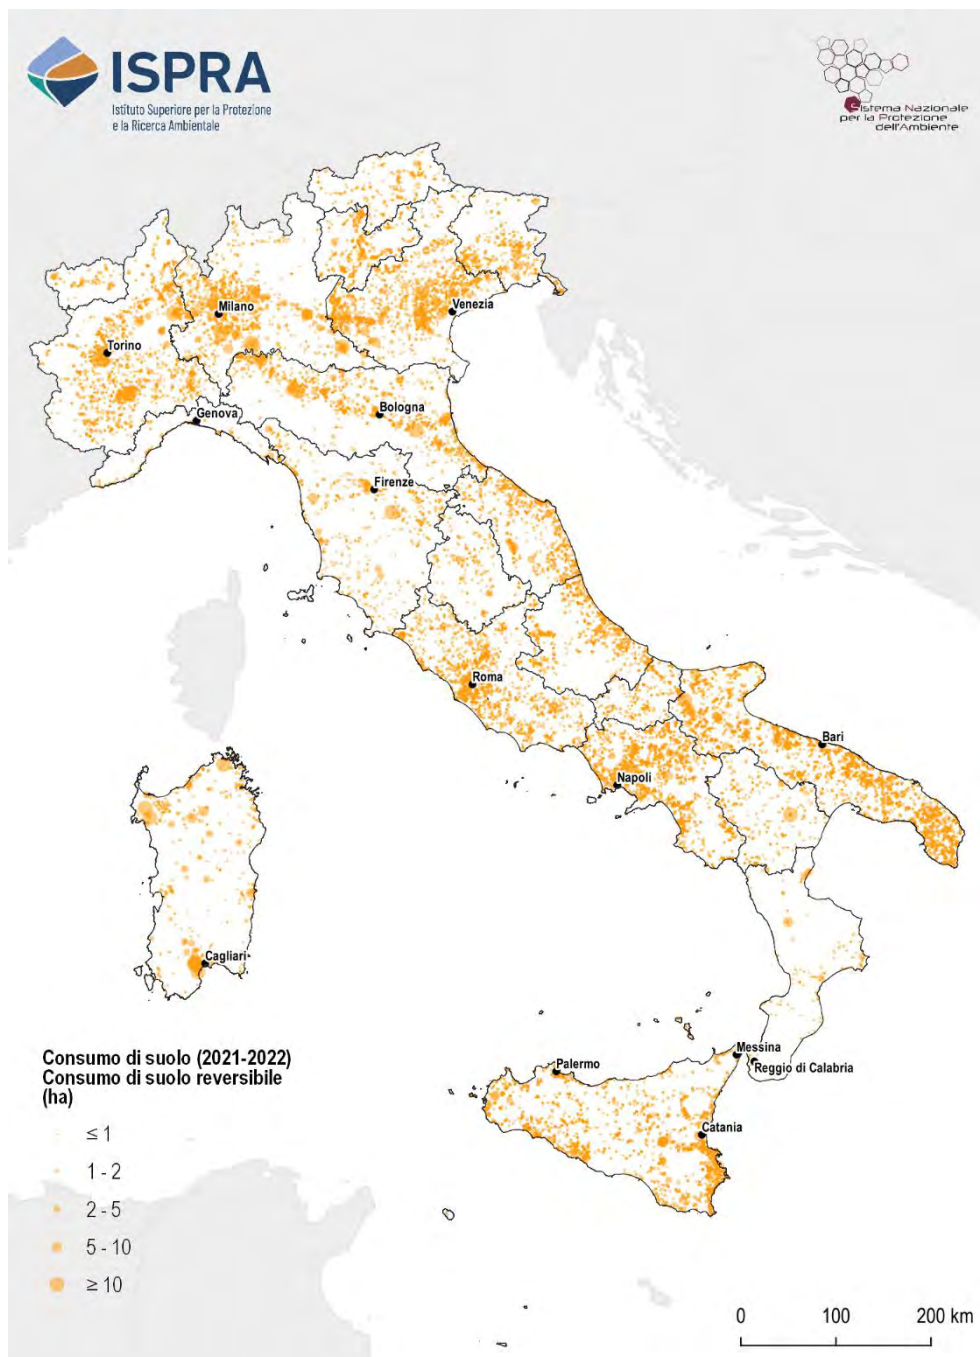 ISPRA
Istituto Superiore per la Protezione
e la Ricerca Ambientale
Sistema Nazionale
per la Protezione
dell'Ambiente
Milano
Venezia
Torino
Genova
Bologna
Firenze
Roma
Bari
Napoli
Cagliari
Messina
Reggio di Calabria
Palermo
Catania
Consumo di suolo (2021-2022)
Consumo di suolo reversibile
(ha)
≤ 1
1 - 2
2 - 5
5 - 10
≥ 10
0 100 200 km